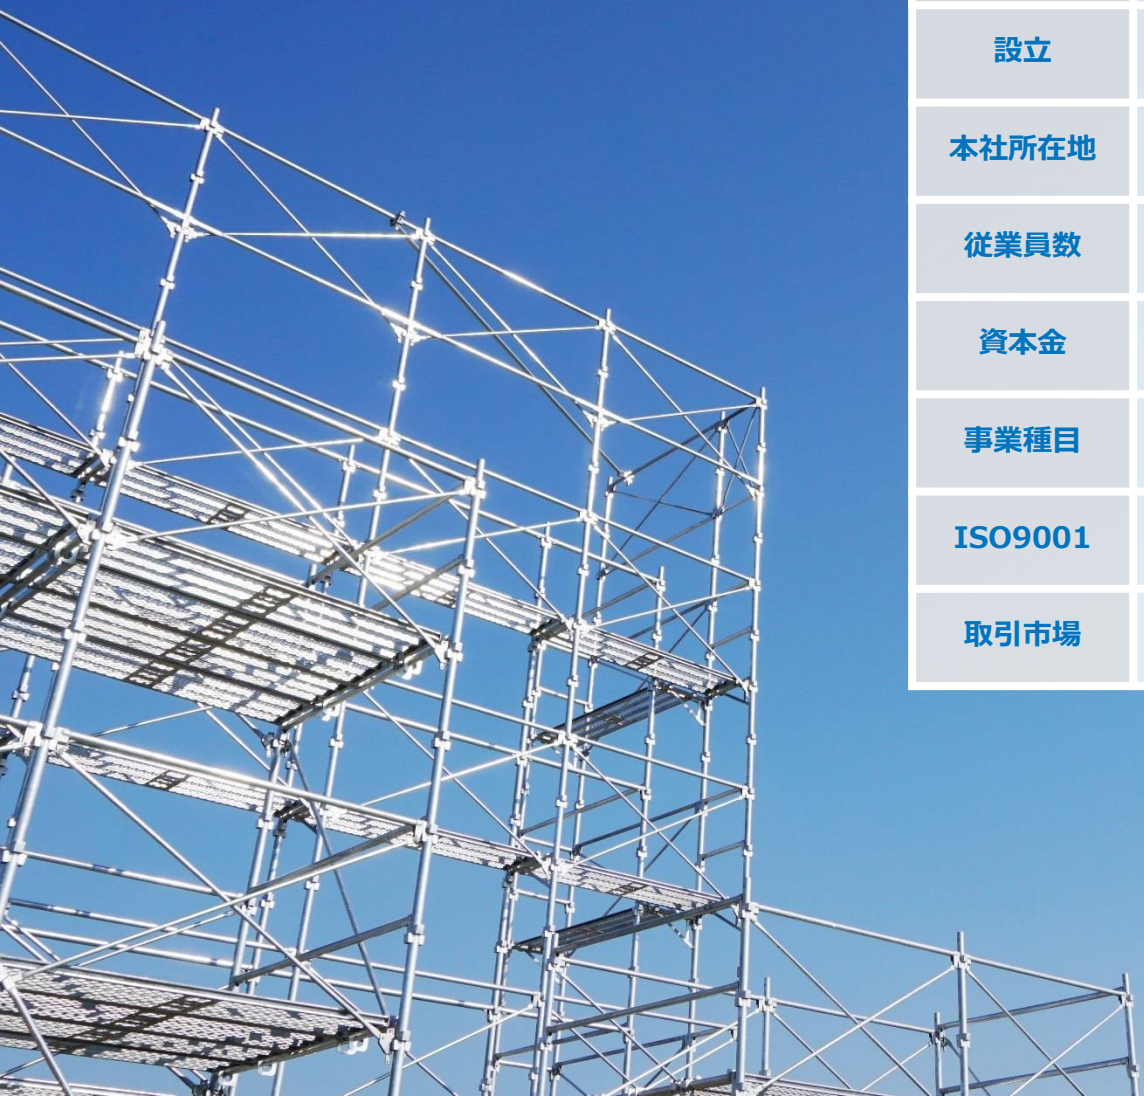 設立
本社所在地
従業員数
資本金
事業種目
ISO9001
取引市場